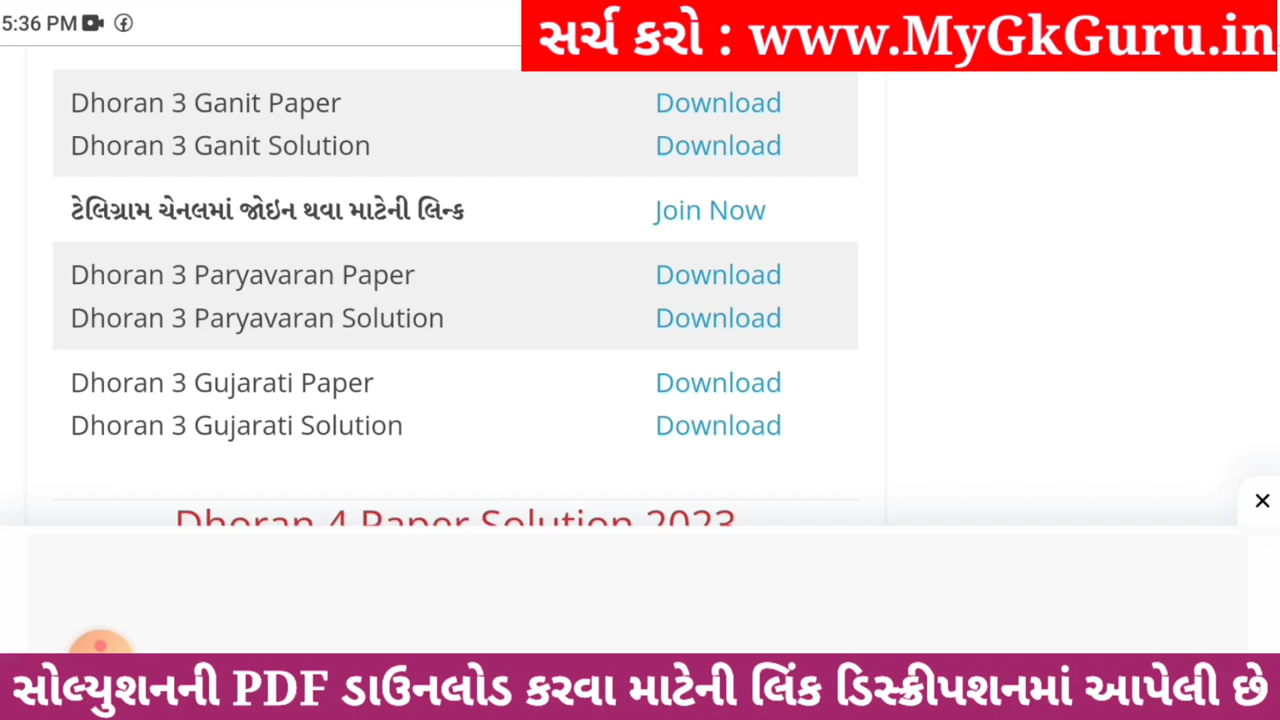 5:36 PM
સર્ચ કરો : www.MyGkGuru.in
Dhoran 3 Ganit Paper Download
Dhoran 3 Ganit Solution Download
ટેલિગ્રામ ચેનલમાં જોઇન થવા માટેની લિન્ક Join Now
Dhoran 3 Paryavaran Paper Download
Dhoran 3 Paryavaran Solution Download
Dhoran 3 Gujarati Paper Download
Dhoran 3 Gujarati Solution Download
Dhoran 4 Paper Solution 2023
સોલ્યુશનની PDF ડાઉનલોડ કરવા માટેની લિંક ડિસ્ક્રીપશનમાં આપેલી છે